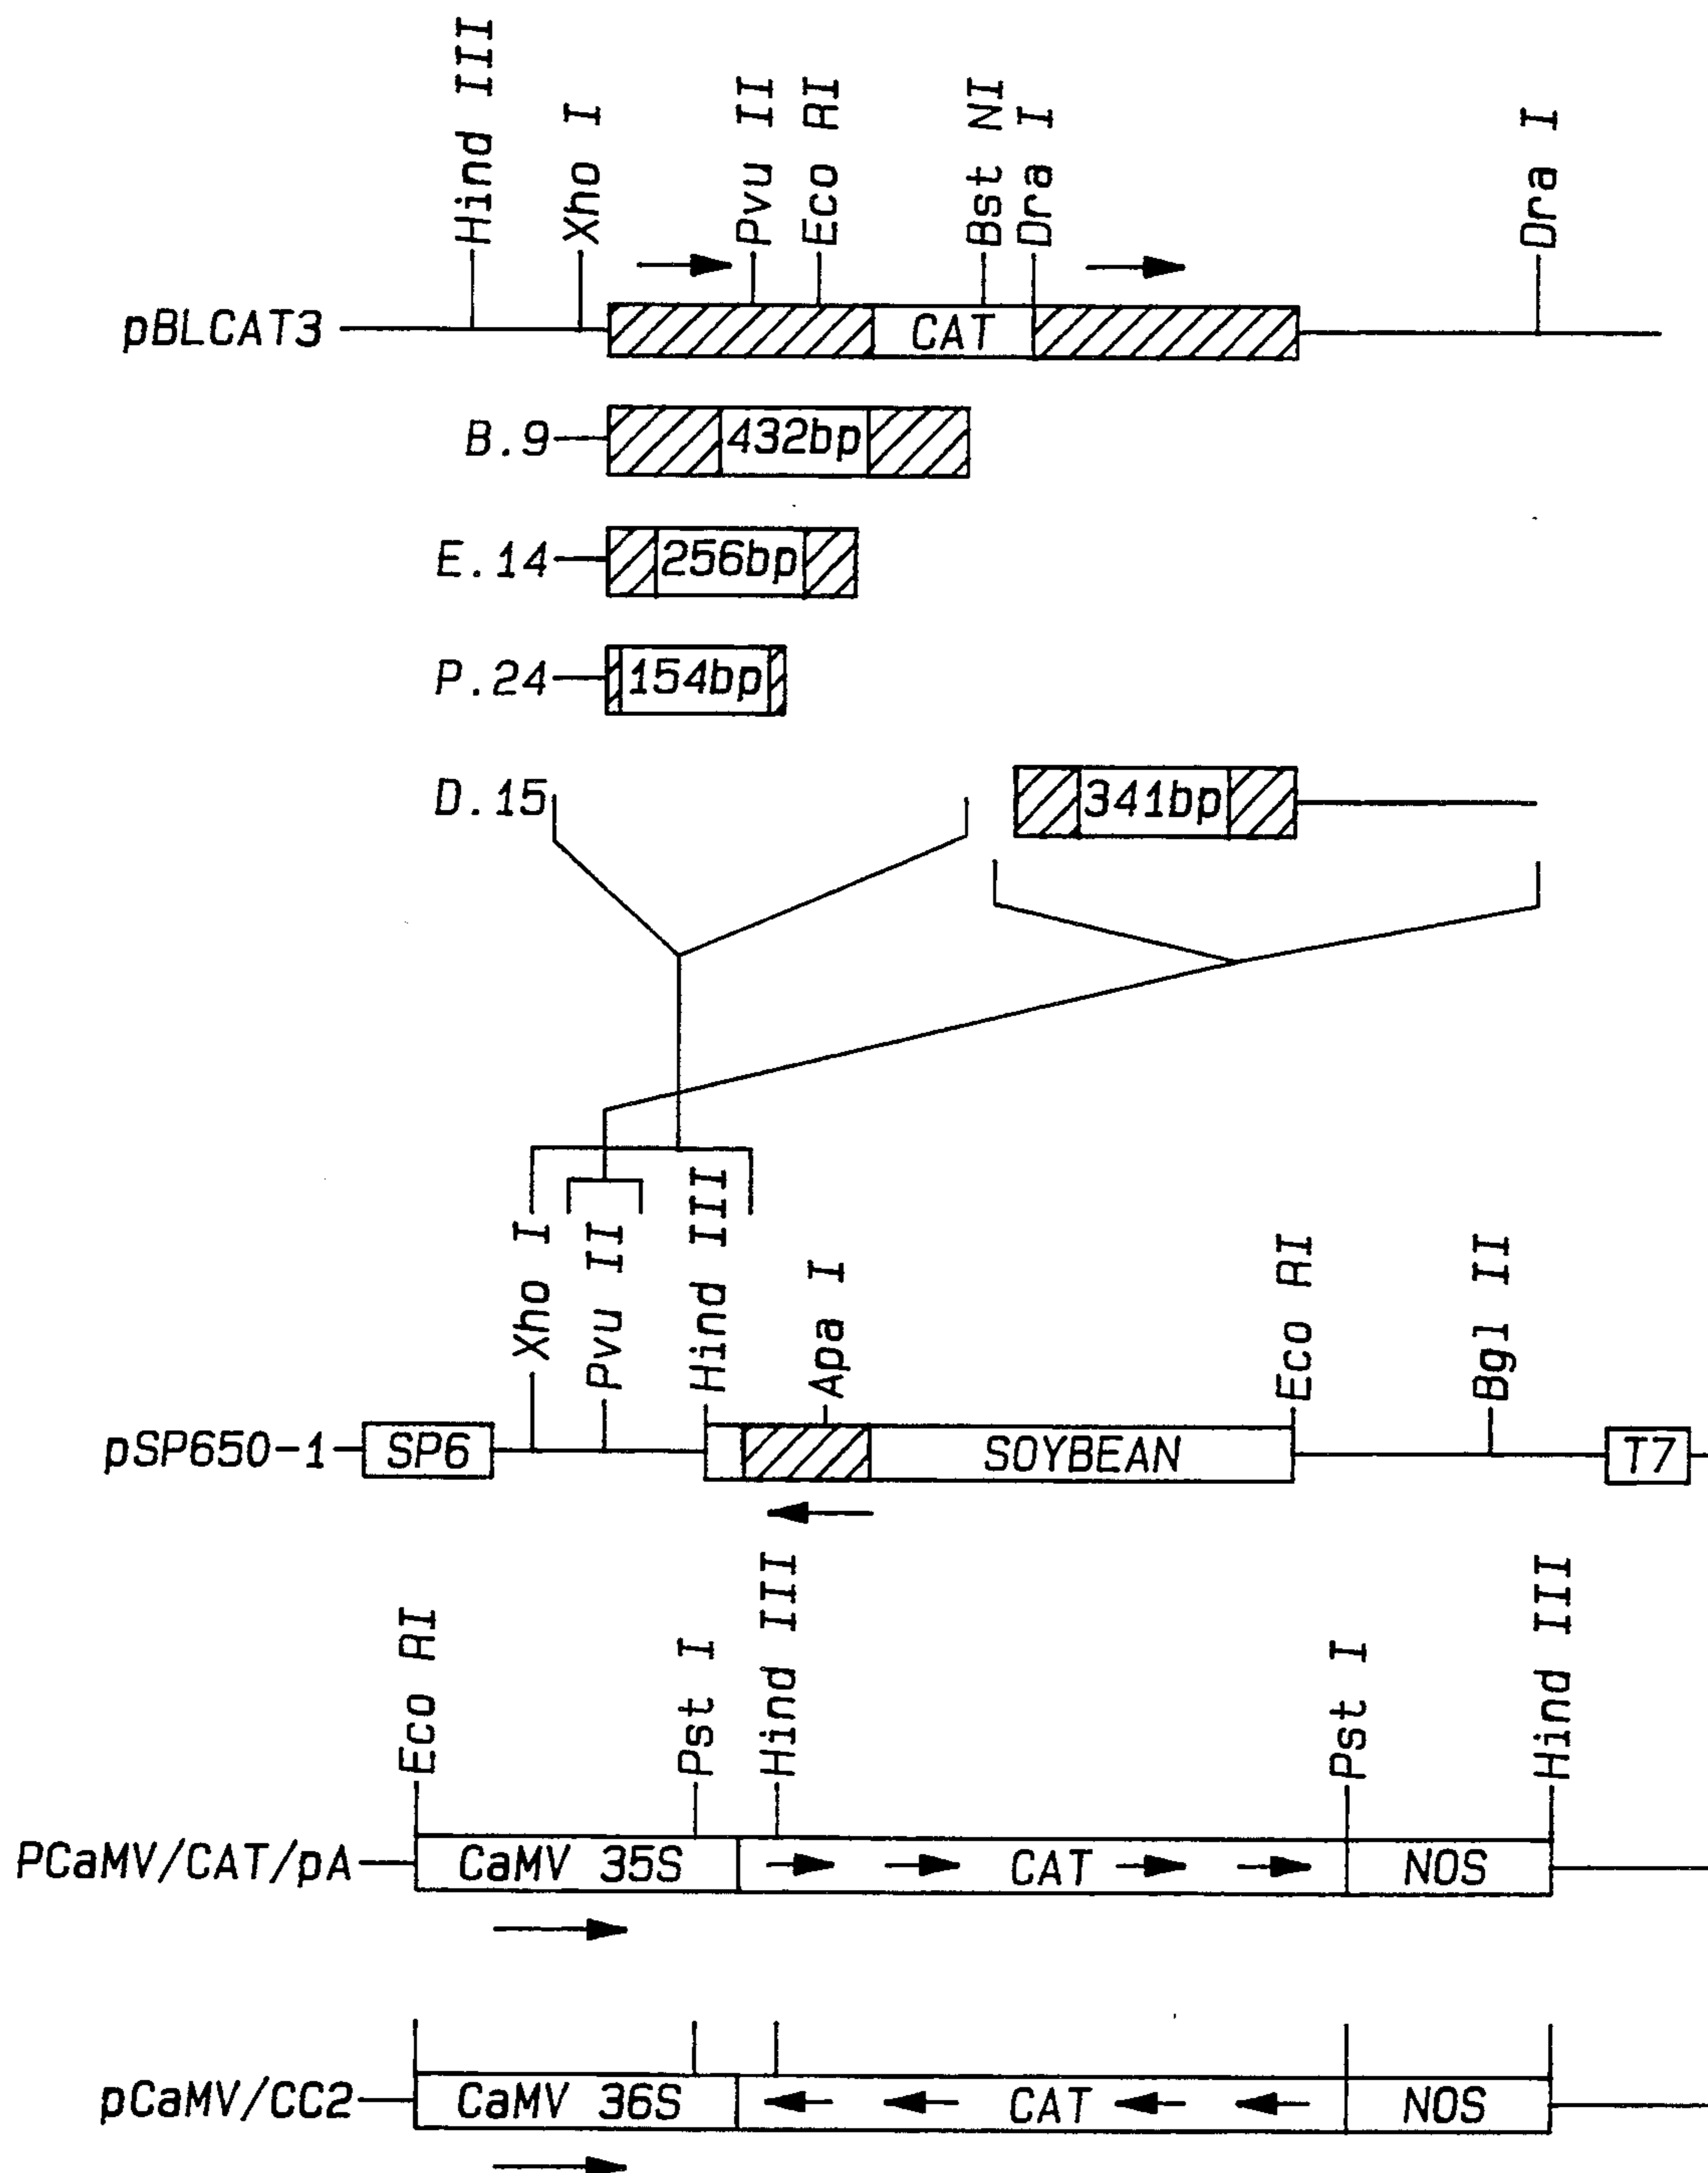 Hind III
Xho I
Pvu II
Eco RI
Bst NI
Dra I
Dra I
pBLCAT3
CAT
B.9
432bp
E.14
256bp
P.24
154bp
D.15
341bp
Xho I
Pvu II
Hind III
Apa I
Eco RI
Bgl II
pSP650-1
SP6
SOYBEAN
T7
Eco RI
Pst I
Hind III
Pst I
Hind III
PCaMV/CAT/pA
CaMV 35S
CAT
NOS
pCaMV/CC2
CaMV 36S
CAT
NOS